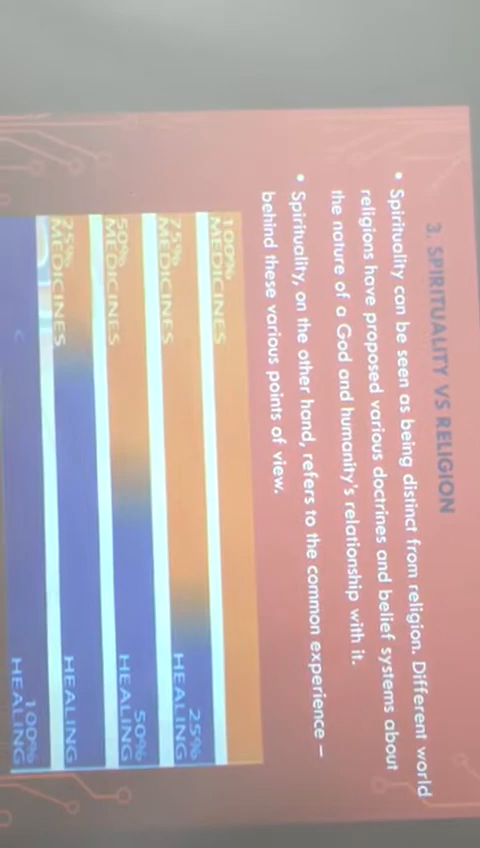 3. SPIRITUALITY VS RELIGION
• Spirituality can be seen as being distinct from religion. Different world
religions have proposed various doctrines and belief systems about
the nature of a God and humanity's relationship with it.
• Spirituality, on the other hand, refers to the common experience –
behind these various points of view.
100%
MEDICINES
75%
MEDICINES
25%
HEALING
50%
MEDICINES
50%
HEALING
25%
MEDICINES
HEALING
100%
HEALING